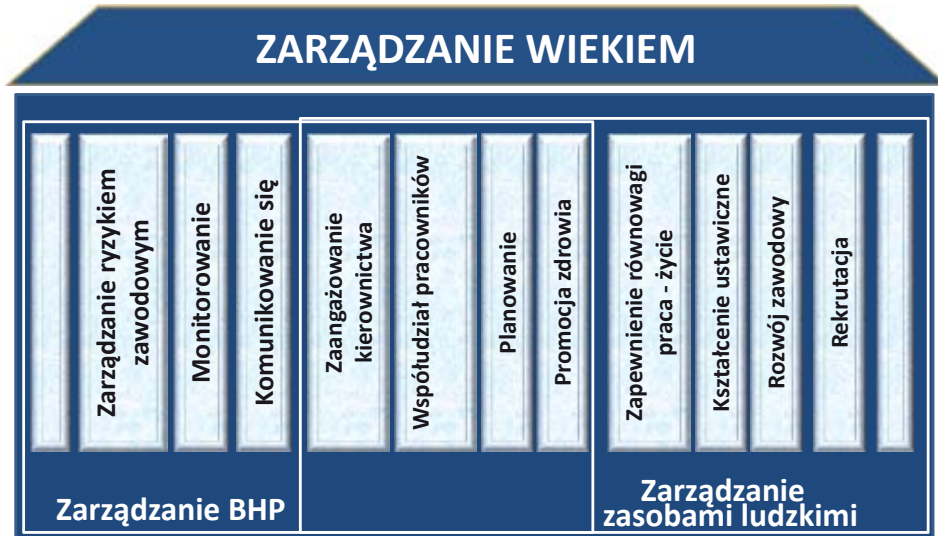 ZARZĄDZANIE WIEKIEM
Zarządzanie ryzykiem
zawodowym
Monitorowanie
Komunikowanie się
Zaangażowanie
kierownictwa
Współudział pracowników
Planowanie
Promocja zdrowia
Zapewnienie równowagi
praca - życie
Kształcenie ustawiczne
Rozwój zawodowy
Rekrutacja
Zarządzanie BHP
Zarządzanie
zasobami ludzkimi